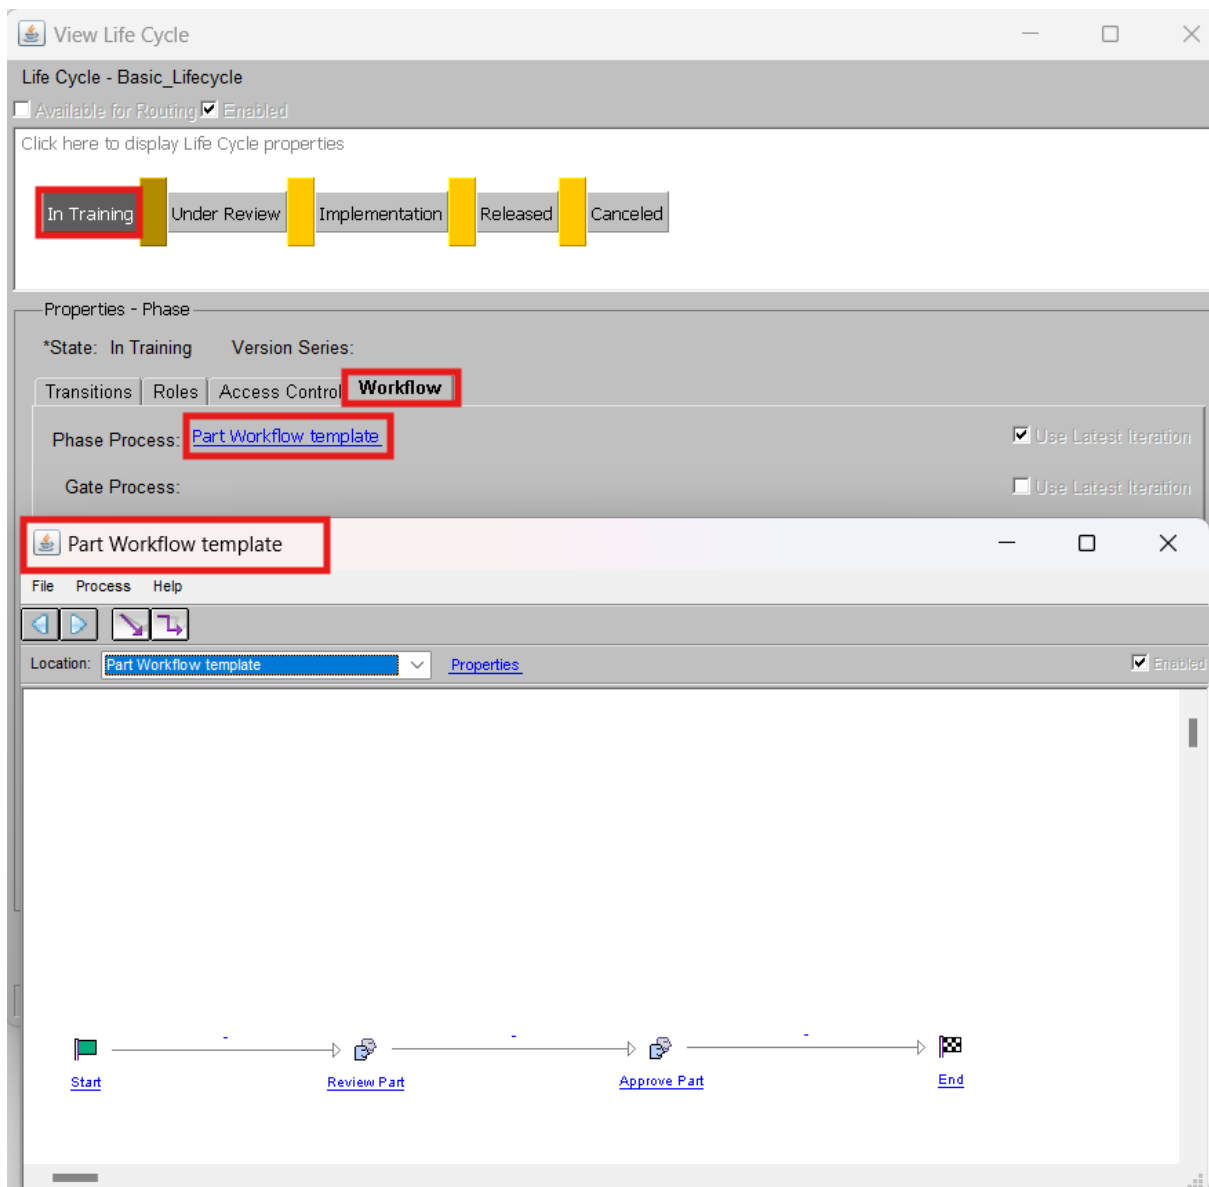 View Life Cycle
Life Cycle - Basic_Lifecycle
Available for Routing Enabled
Click here to display Life Cycle properties
In Training Under Review Implementation Released Canceled
Properties - Phase
*State: In Training Version Series:
Transitions Roles Access Control Workflow
Phase Process: Part Workflow template Use Latest Iteration
Gate Process: Use Latest Iteration
Part Workflow template
File Process Help
Location: Part Workflow template Properties Enabled
- - -
Start Review Part Approve Part End